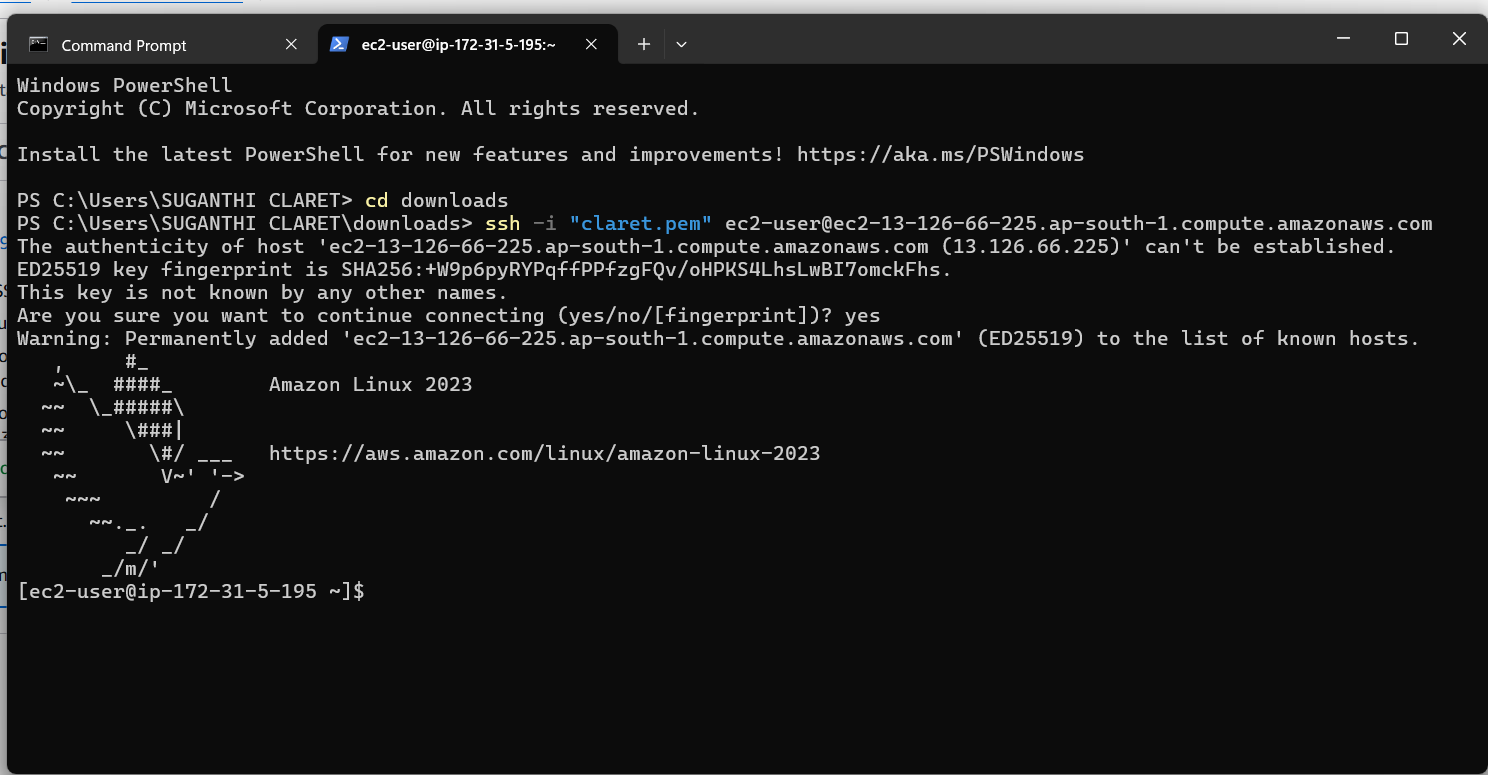 Command Prompt
ec2-user@ip-172-31-5-195:~
Windows PowerShell
Copyright (C) Microsoft Corporation. All rights reserved.
Install the latest PowerShell for new features and improvements! https://aka.ms/PSWindows
PS C:\Users\SUGANTHI CLARET> cd downloads
PS C:\Users\SUGANTHI CLARET\downloads> ssh -i "claret.pem" ec2-user@ec2-13-126-66-225.ap-south-1.compute.amazonaws.com
The authenticity of host 'ec2-13-126-66-225.ap-south-1.compute.amazonaws.com (13.126.66.225)' can't be established.
ED25519 key fingerprint is SHA256:+W9p6pyRYPqffPPfzgFQv/oHPKS4LhsLwBI7omckFhs.
This key is not known by any other names.
Are you sure you want to continue connecting (yes/no/[fingerprint])? yes
Warning: Permanently added 'ec2-13-126-66-225.ap-south-1.compute.amazonaws.com' (ED25519) to the list of known hosts.
   ,     #_
   ~\_  ####_        Amazon Linux 2023
  ~~  \_#####\
  ~~     \###|
  ~~       \#/ ___   https://aws.amazon.com/linux/amazon-linux-2023
   ~~       V~' '->
    ~~~         /
      ~~._.   _/
         _/ _/
       _/m/'
[ec2-user@ip-172-31-5-195 ~]$